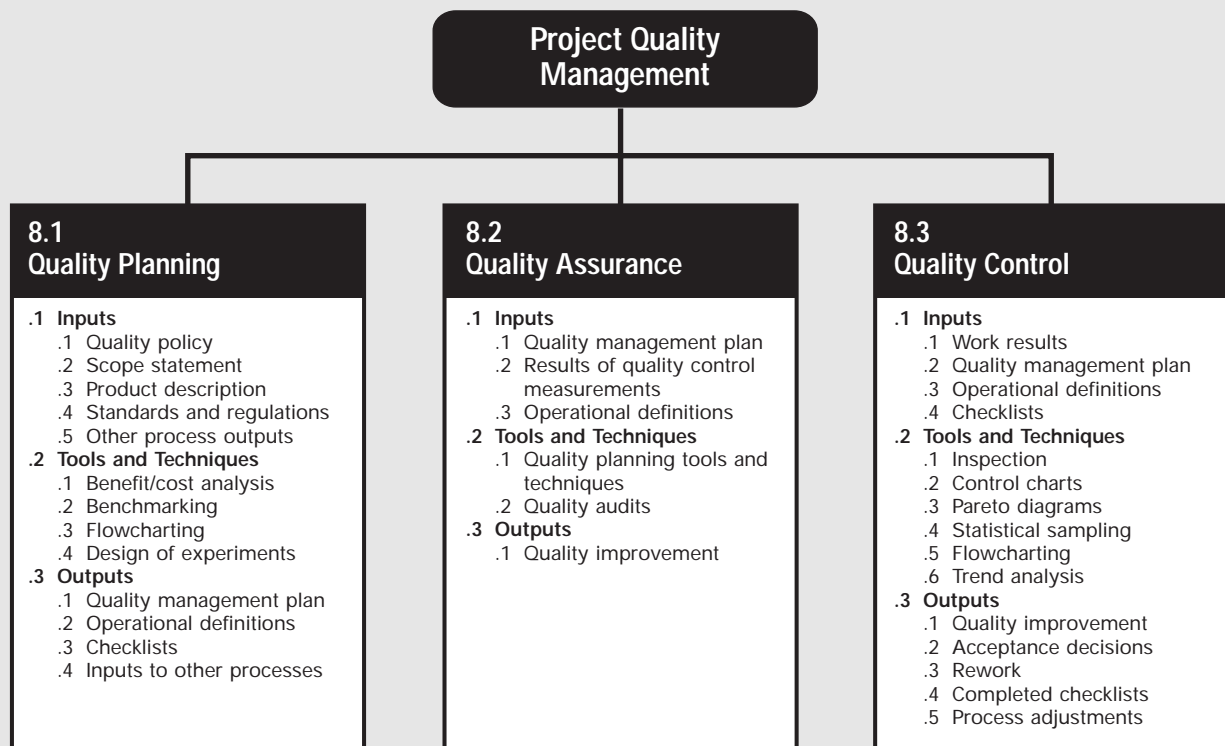 Project Quality
Management
8.1
Quality Planning
.1 Inputs
.1 Quality policy
.2 Scope statement
.3 Product description
.4 Standards and regulations
.5 Other process outputs
.2 Tools and Techniques
.1 Benefit/cost analysis
.2 Benchmarking
.3 Flowcharting
.4 Design of experiments
.3 Outputs
.1 Quality management plan
.2 Operational definitions
.3 Checklists
.4 Inputs to other processes
8.2
Quality Assurance
.1 Inputs
.1 Quality management plan
.2 Results of quality control
measurements
.3 Operational definitions
.2 Tools and Techniques
.1 Quality planning tools and
techniques
.2 Quality audits
.3 Outputs
.1 Quality improvement
8.3
Quality Control
.1 Inputs
.1 Work results
.2 Quality management plan
.3 Operational definitions
.4 Checklists
.2 Tools and Techniques
.1 Inspection
.2 Control charts
.3 Pareto diagrams
.4 Statistical sampling
.5 Flowcharting
.6 Trend analysis
.3 Outputs
.1 Quality improvement
.2 Acceptance decisions
.3 Rework
.4 Completed checklists
.5 Process adjustments